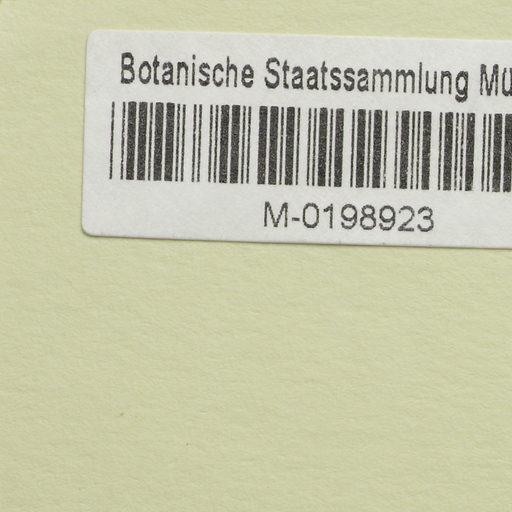 Botanische Staatssammlung Mü
M-0198923